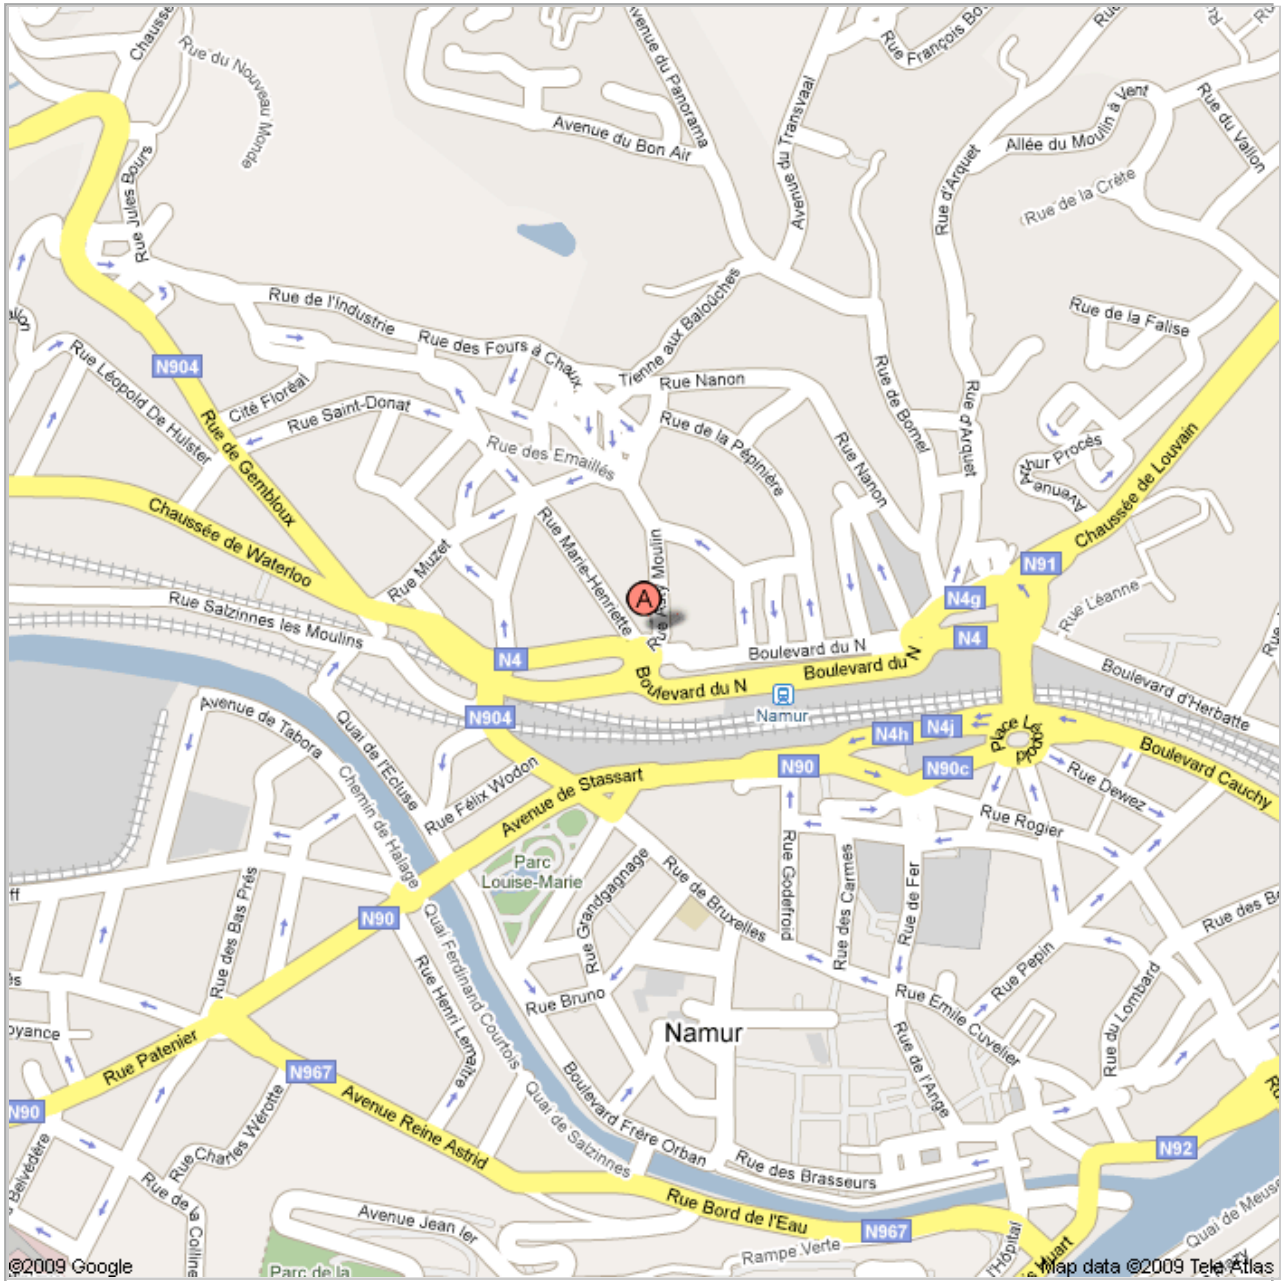 Chaussé
Rue du Nouveau Monde
Avenue du Panorama
Rue François Bo
Avenue du Bon Air
Avenue du Transvaal
Allée du Moulin à Vent
Rue du Vallon
Rue Jules Bours
Rue d'Arquet
Rue de la Crète
Rue de l'Industrie
Rue des Fours à Chaux
Tienne aux Baloûches
Rue de la Falise
N904
Rue Léopold De Hulster
Cité Floréal
Rue Saint-Donat
Rue Nanon
Rue de la Pépinière
Rue de Bomel
Rue d'Arquet
Rue des Emaillés
Rue Nanon
Rue de Gembloux
Chaussée de Louvain
Chaussée de Waterloo
Rue Marie-Henriette
Rue Muzet
N91
A
N4g
Rue Léanne
Rue Salzinnes les Moulins
N4
Boulevard du N
N4
Boulevard du N
Boulevard du N
Boulevard d'Herbatte
Namur
N904
Avenue de Tabora
Quai de l'Ecluse
N4h
N4j
Boulevard Cauchy
N90
N90c
Chemin de Halage
Rue Félix Wodon
Avenue de Stassart
Rue Dewez
Rue Rogier
Parc
Louise-Marie
Rue Grandgagnage
Rue de Bruxelles
Rue Godefroid
Rue des Carmes
Rue de Fer
Rue des Bas Prés
N90
Quai Ferdinand Courtois
Rue Henri Lemaître
Rue Bruno
Rue Pepin
Rue Emile Cuvelier
Rue du Lombard
Namur
Rue de l'Ange
Rue Patenier
N967
N90
Avenue Reine Astrid
Boulevard Frère Orban
Quai de Salzinnes
Rue Charles Wérotte
Belvédère
Rue de la Colline
Rue des Brasseurs
N92
Rue Bord de l'Eau
N967
Avenue Jean Ier
Rampe Verte
l'Hôpital
Quai de Meuse
Parc de la
©2009 Google
Map data ©2009 Tele Atlas